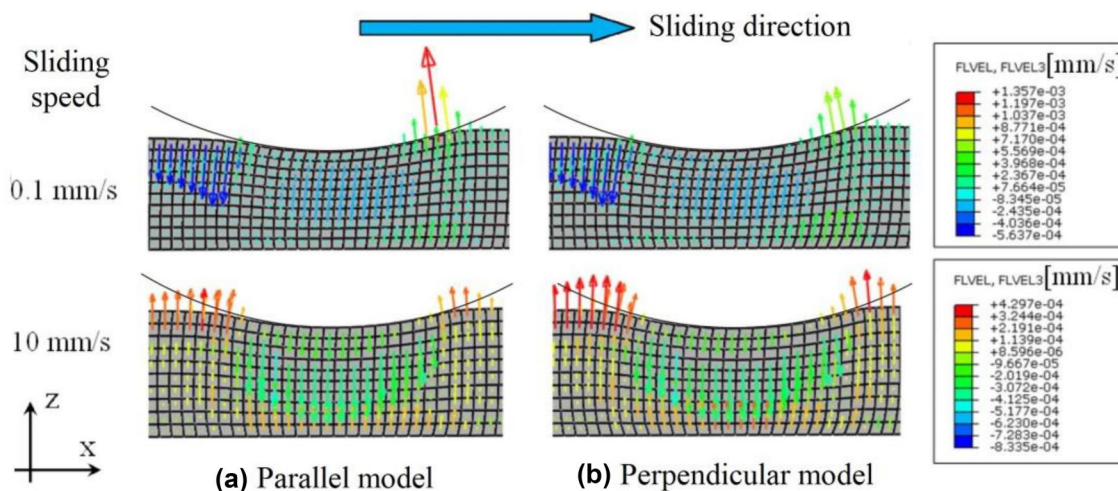 Sliding direction
Sliding
speed
FLVEL, FLVEL3[mm/s]
+1.357e-03
+1.197e-03
+1.037e-03
+8.771e-04
+7.170e-04
+5.569e-04
+3.968e-04
+2.367e-04
+7.664e-05
-8.345e-05
-2.435e-04
-4.036e-04
-5.637e-04
0.1 mm/s
FLVEL, FLVEL3[mm/s]
+4.297e-04
+3.244e-04
+2.191e-04
+1.139e-04
+8.596e-06
-9.667e-05
-2.019e-04
-3.072e-04
-4.125e-04
-5.177e-04
-6.230e-04
-7.283e-04
-8.335e-04
10 mm/s
Z
X
(a) Parallel model
(b) Perpendicular model